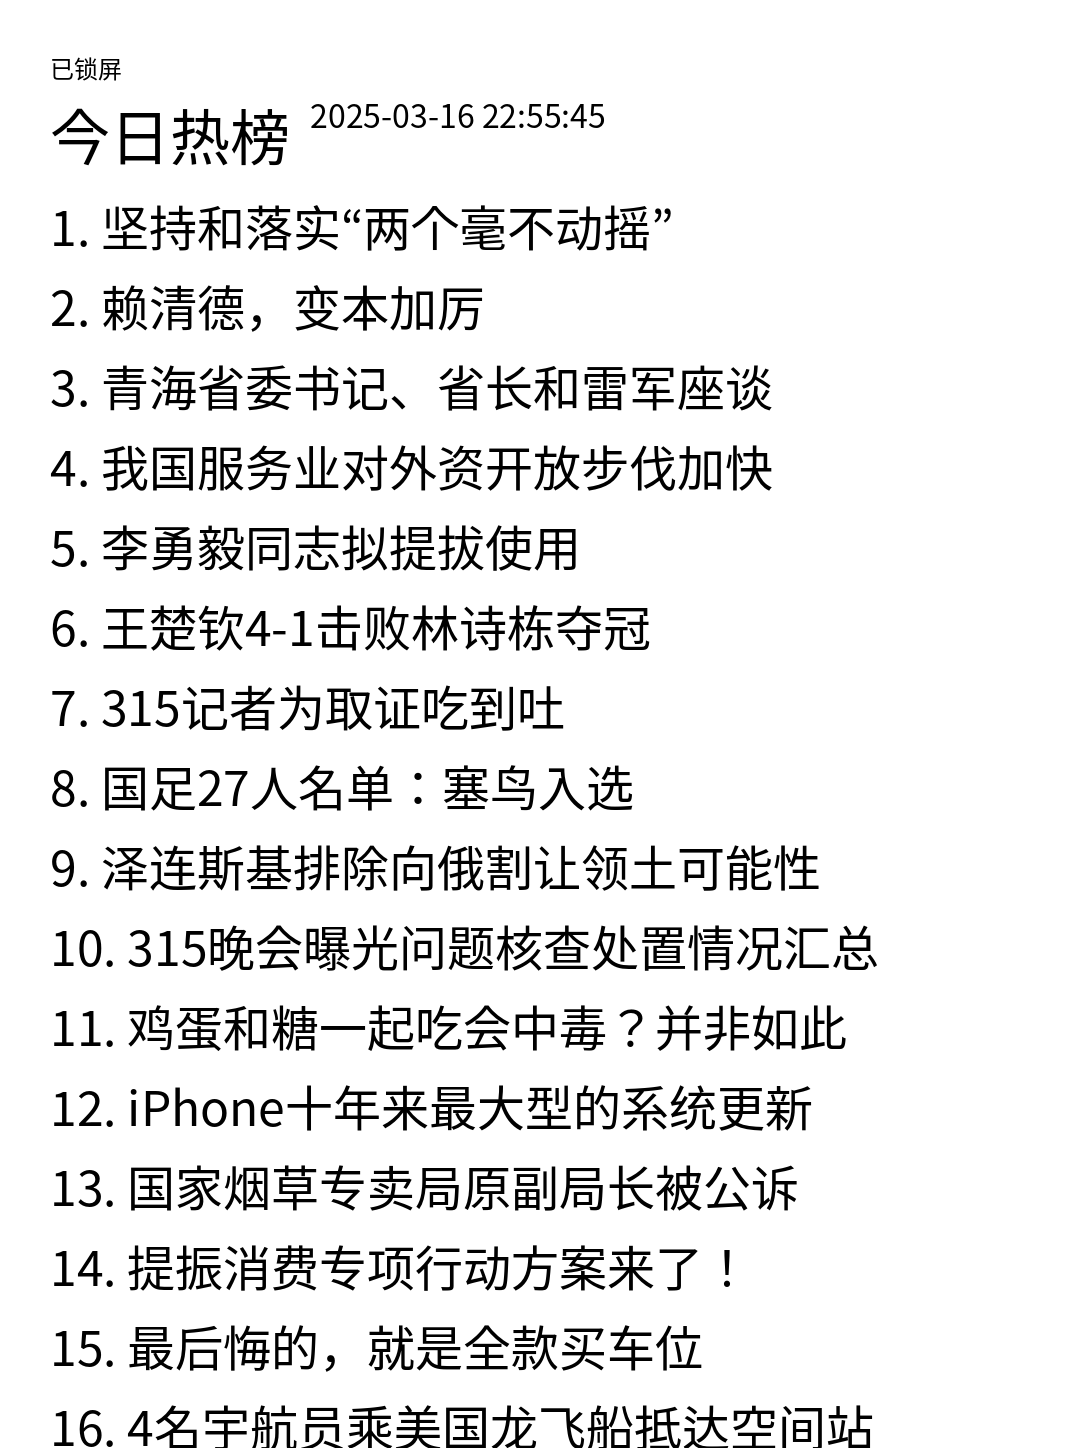 已锁屏
今日热榜 2025-03-16 22:55:45
1. 坚持和落实“两个毫不动摇”
2. 赖清德，变本加厉
3. 青海省委书记、省长和雷军座谈
4. 我国服务业对外资开放步伐加快
5. 李勇毅同志拟提拔使用
6. 王楚钦4-1击败林诗栋夺冠
7. 315记者为取证吃到吐
8. 国足27人名单：塞鸟入选
9. 泽连斯基排除向俄割让领土可能性
10. 315晚会曝光问题核查处置情况汇总
11. 鸡蛋和糖一起吃会中毒？并非如此
12. iPhone十年来最大型的系统更新
13. 国家烟草专卖局原副局长被公诉
14. 提振消费专项行动方案来了！
15. 最后悔的，就是全款买车位
16. 4名宇航员乘美国龙飞船抵达空间站